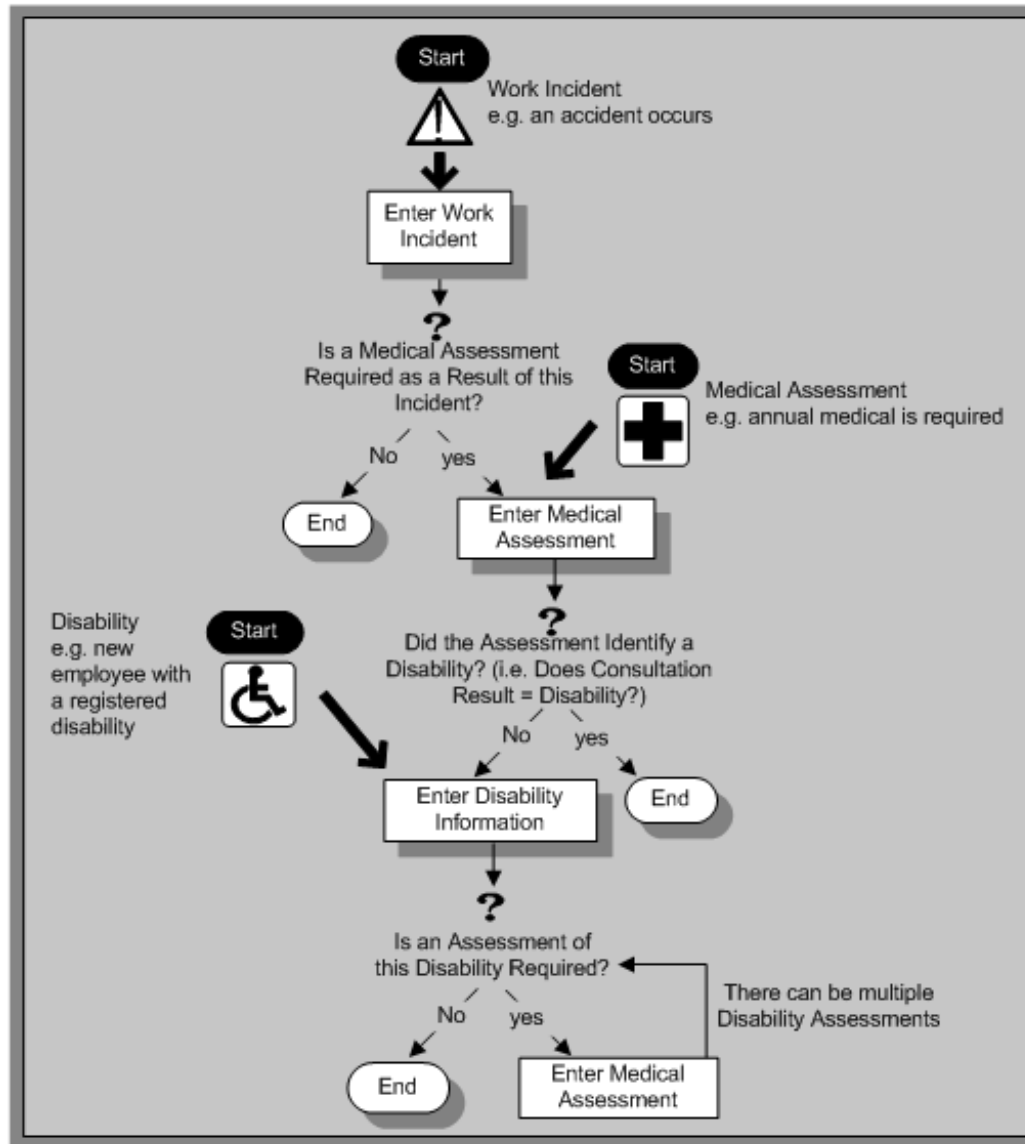 Start
Work Incident
e.g. an accident occurs
Enter Work
Incident
?
Is a Medical Assessment
Required as a Result of this
Incident?
No
yes
End
Start
Medical Assessment
e.g. annual medical is required
Enter Medical
Assessment
?
Did the Assessment Identify a
Disability? (i.e. Does Consultation
Result = Disability?)
No
yes
End
Disability
e.g. new
employee with
a registered
disability
Start
Enter Disability
Information
?
Is an Assessment of
this Disability Required?
No
yes
End
Enter Medical
Assessment
There can be multiple
Disability Assessments